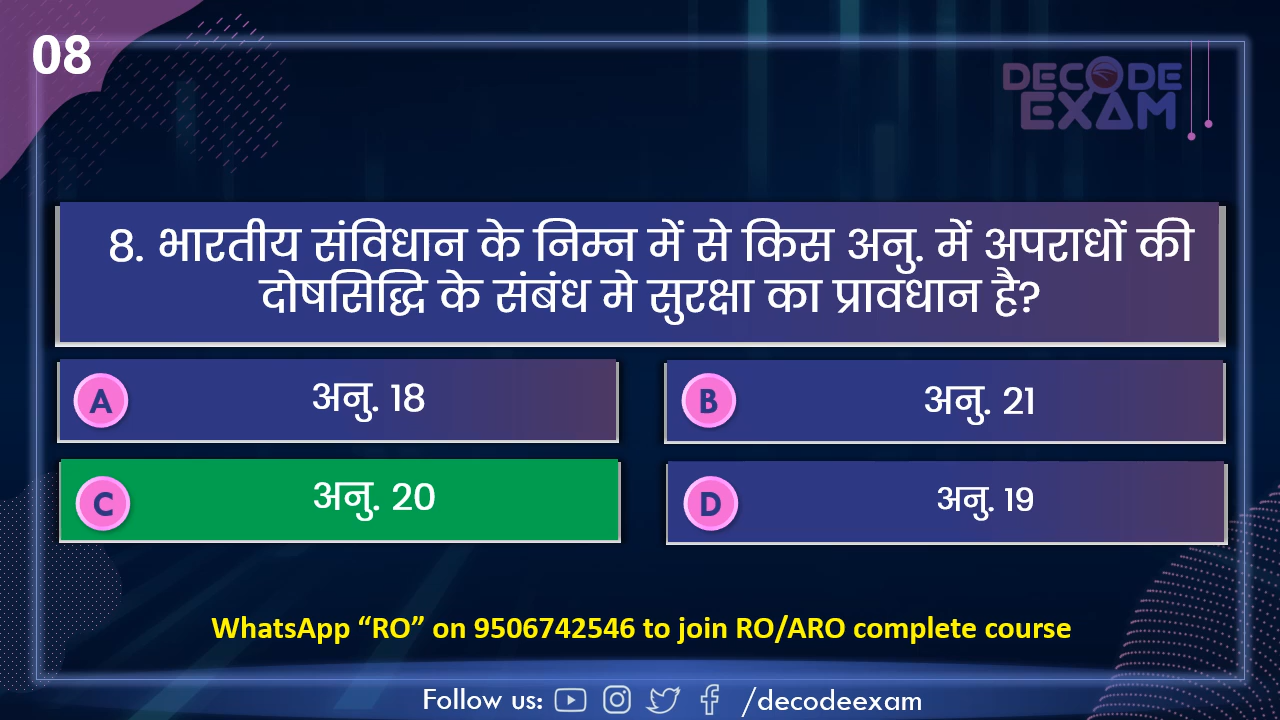 08
DECODE
EXAM
8. भारतीय संविधान के निम्न में से किस अनु. में अपराधों की
दोषसिद्धि के संबंध मे सुरक्षा का प्रावधान है?
A अनु. 18
B अनु. 21
C अनु. 20
D अनु. 19
WhatsApp “RO” on 9506742546 to join RO/ARO complete course
Follow us: /decodeexam